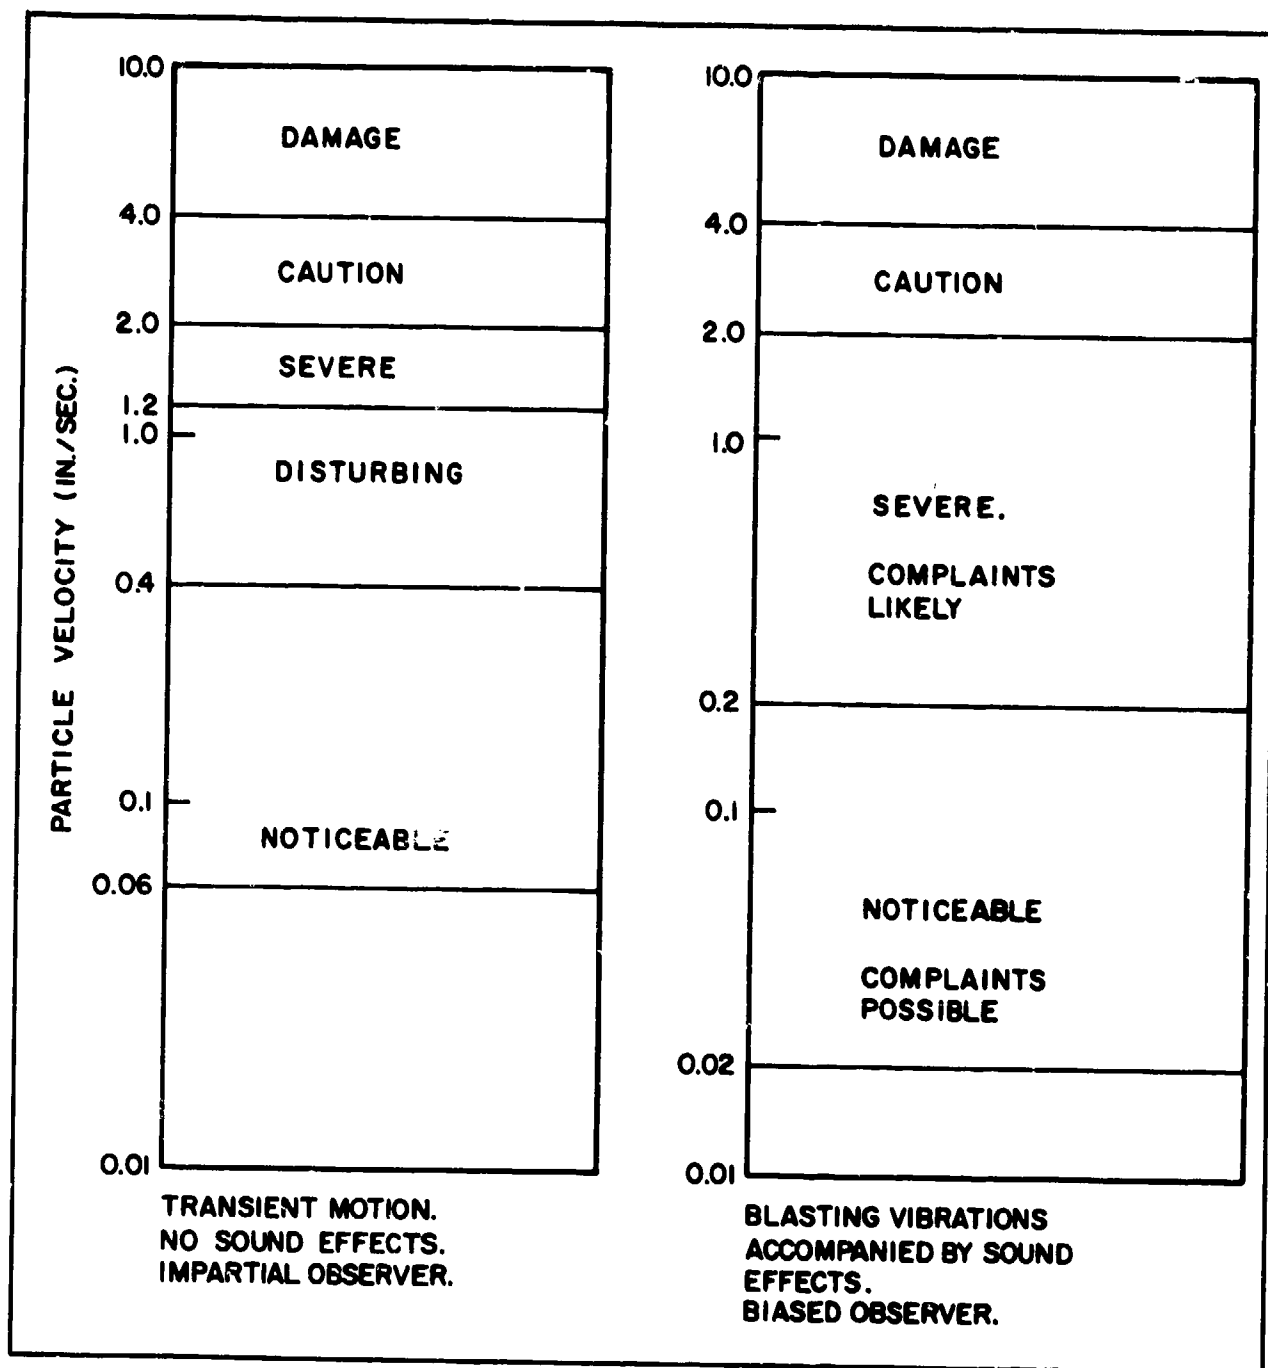 PARTICLE VELOCITY (IN./SEC.)
10.0
DAMAGE
4.0
CAUTION
2.0
SEVERE
1.2
1.0
DISTURBING
0.4
0.1
NOTICEABLE
0.06
0.01
TRANSIENT MOTION.
NO SOUND EFFECTS.
IMPARTIAL OBSERVER.
10.0
DAMAGE
4.0
CAUTION
2.0
1.0
SEVERE.
COMPLAINTS
LIKELY
0.2
0.1
NOTICEABLE
COMPLAINTS
POSSIBLE
0.02
0.01
BLASTING VIBRATIONS
ACCOMPANIED BY SOUND
EFFECTS.
BIASED OBSERVER.